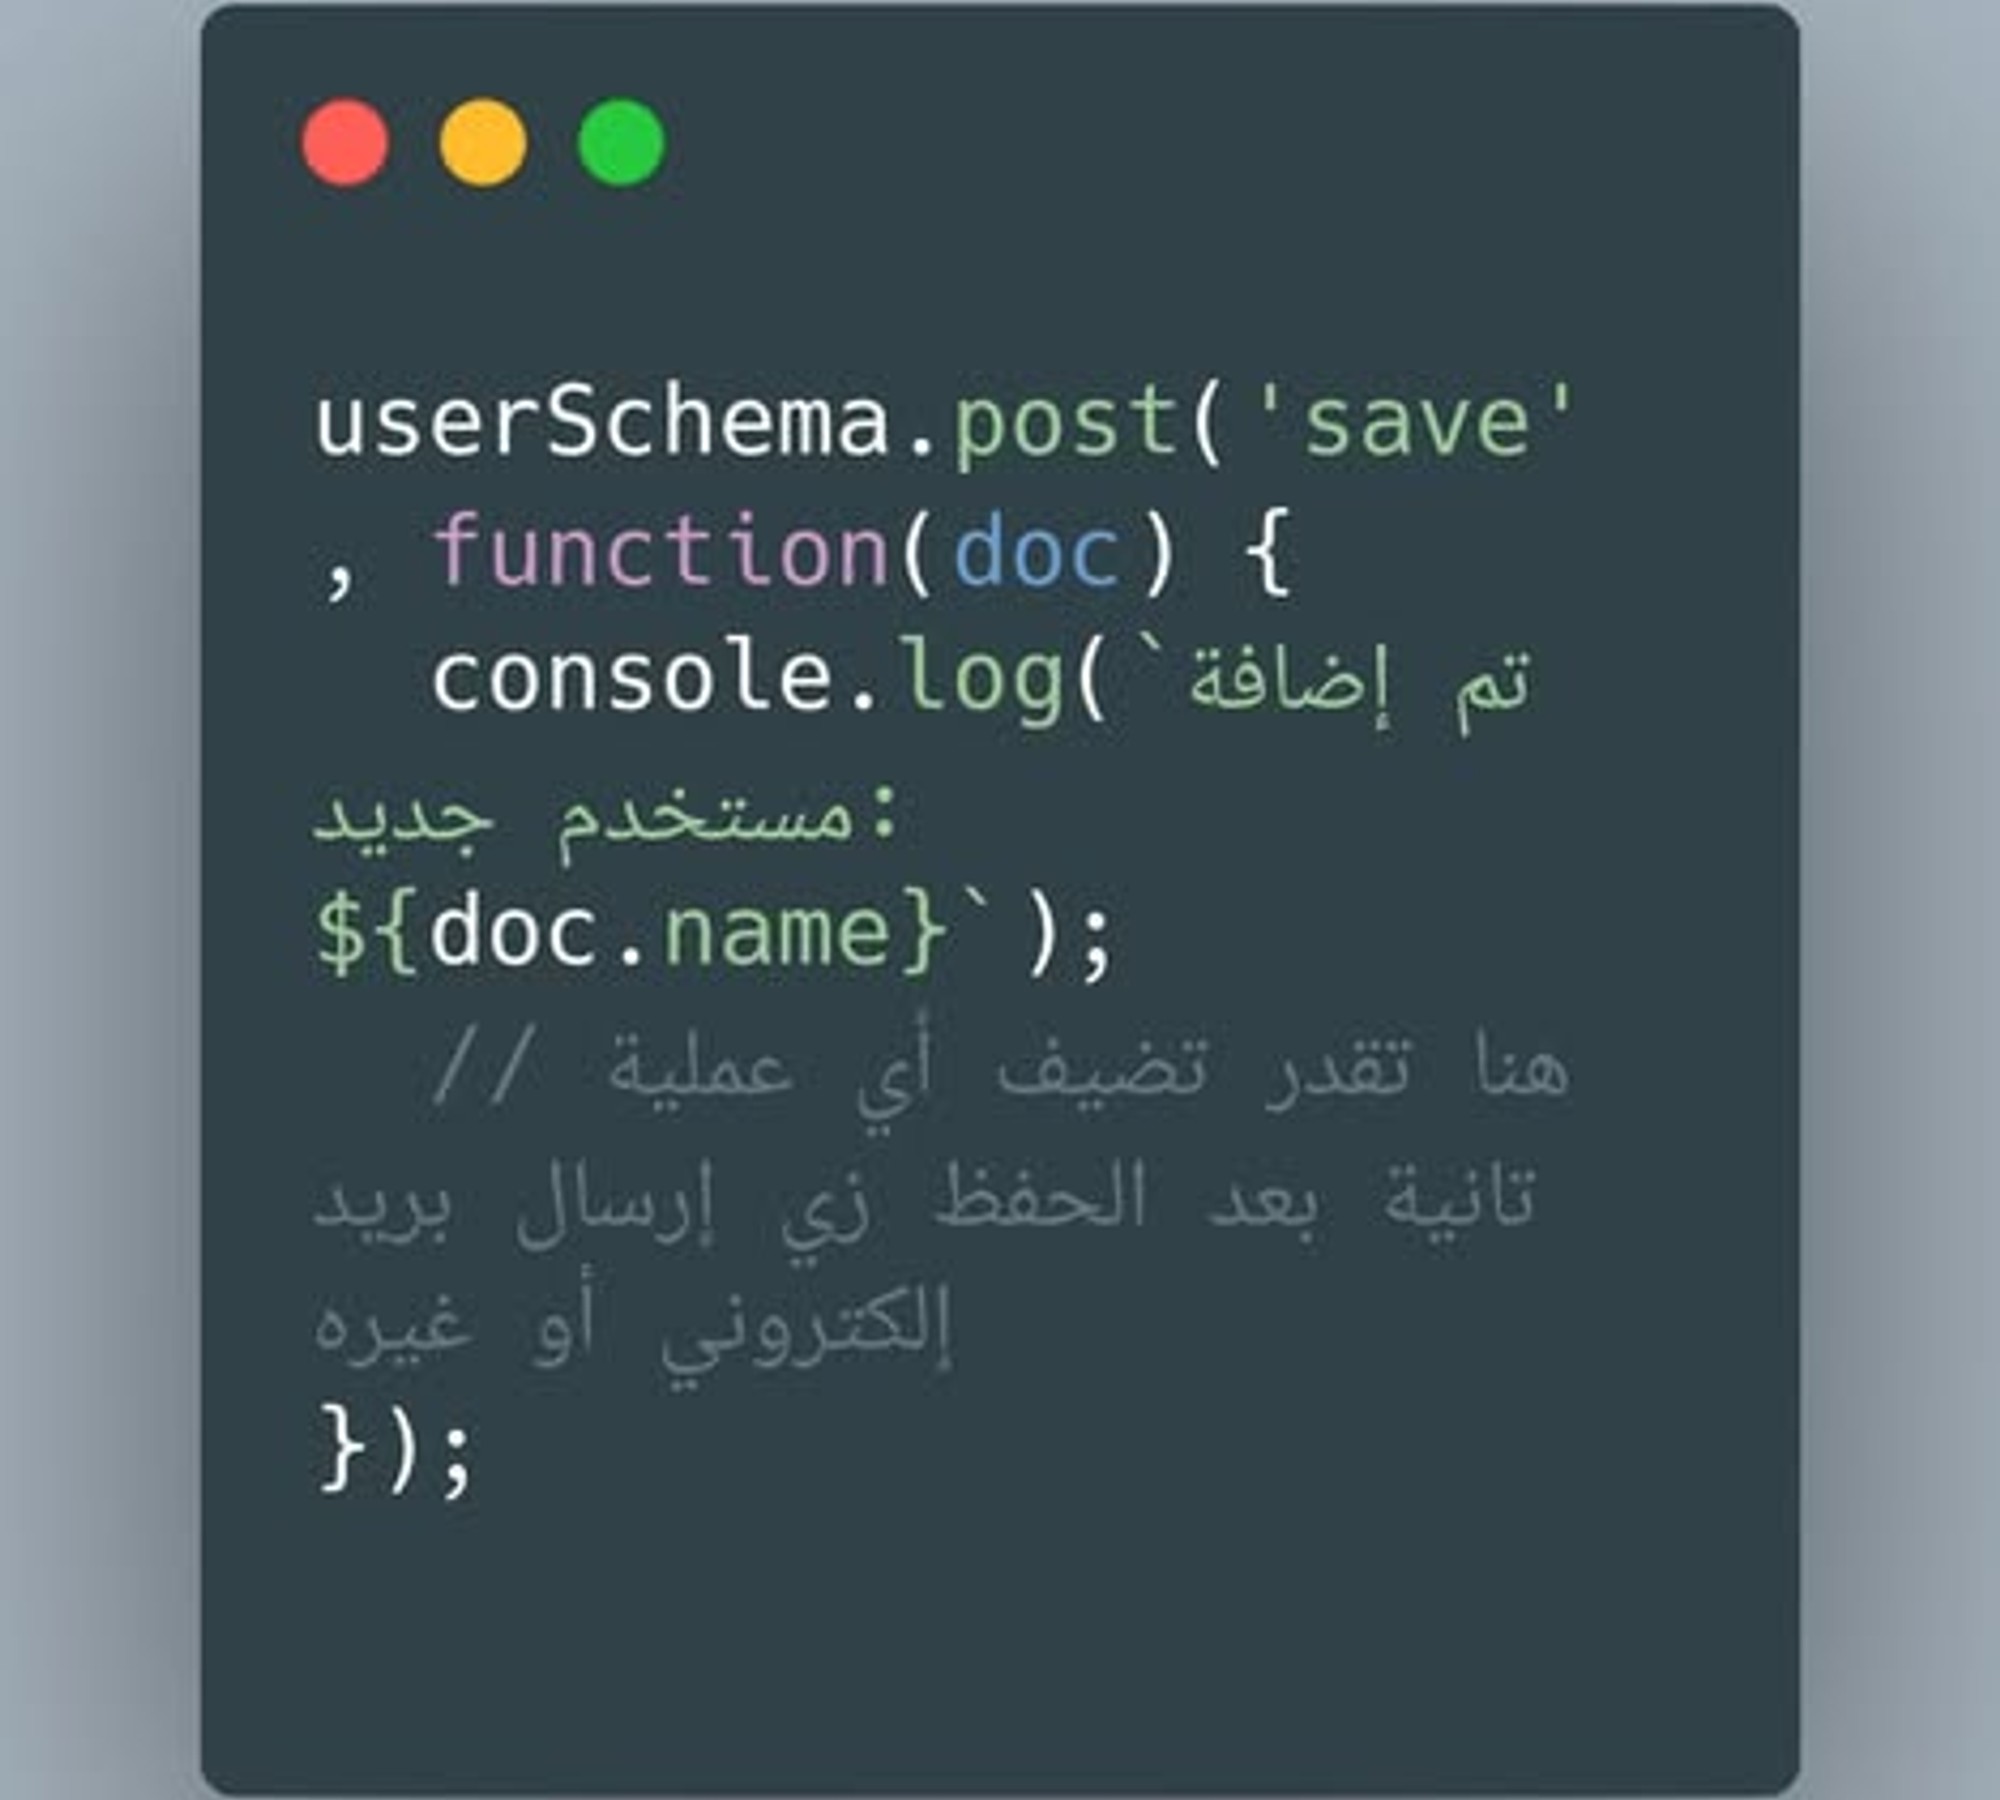 userSchema.post('save'
, function(doc) {
  console.log(`تم إضافة
مستخدم جديد:
${doc.name}`);
  // هنا تقدر تضيف أي عملية
تانية بعد الحفظ زي إرسال بريد
إلكتروني أو غيره
});